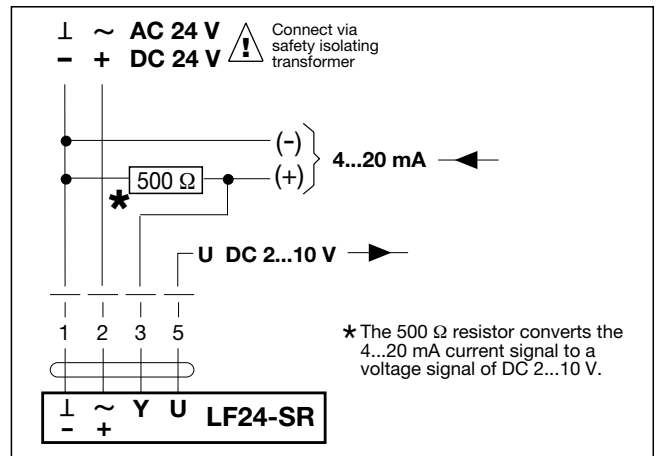 ⊥ ~ AC 24 V
− + DC 24 V
! Connect via
safety isolating
transformer
(−)
4...20 mA
500 Ω (+)
*
U DC 2...10 V
1 2 3 5
* The 500 Ω resistor converts the
4...20 mA current signal to a
voltage signal of DC 2...10 V.
⊥ ~ Y U LF24-SR
− +